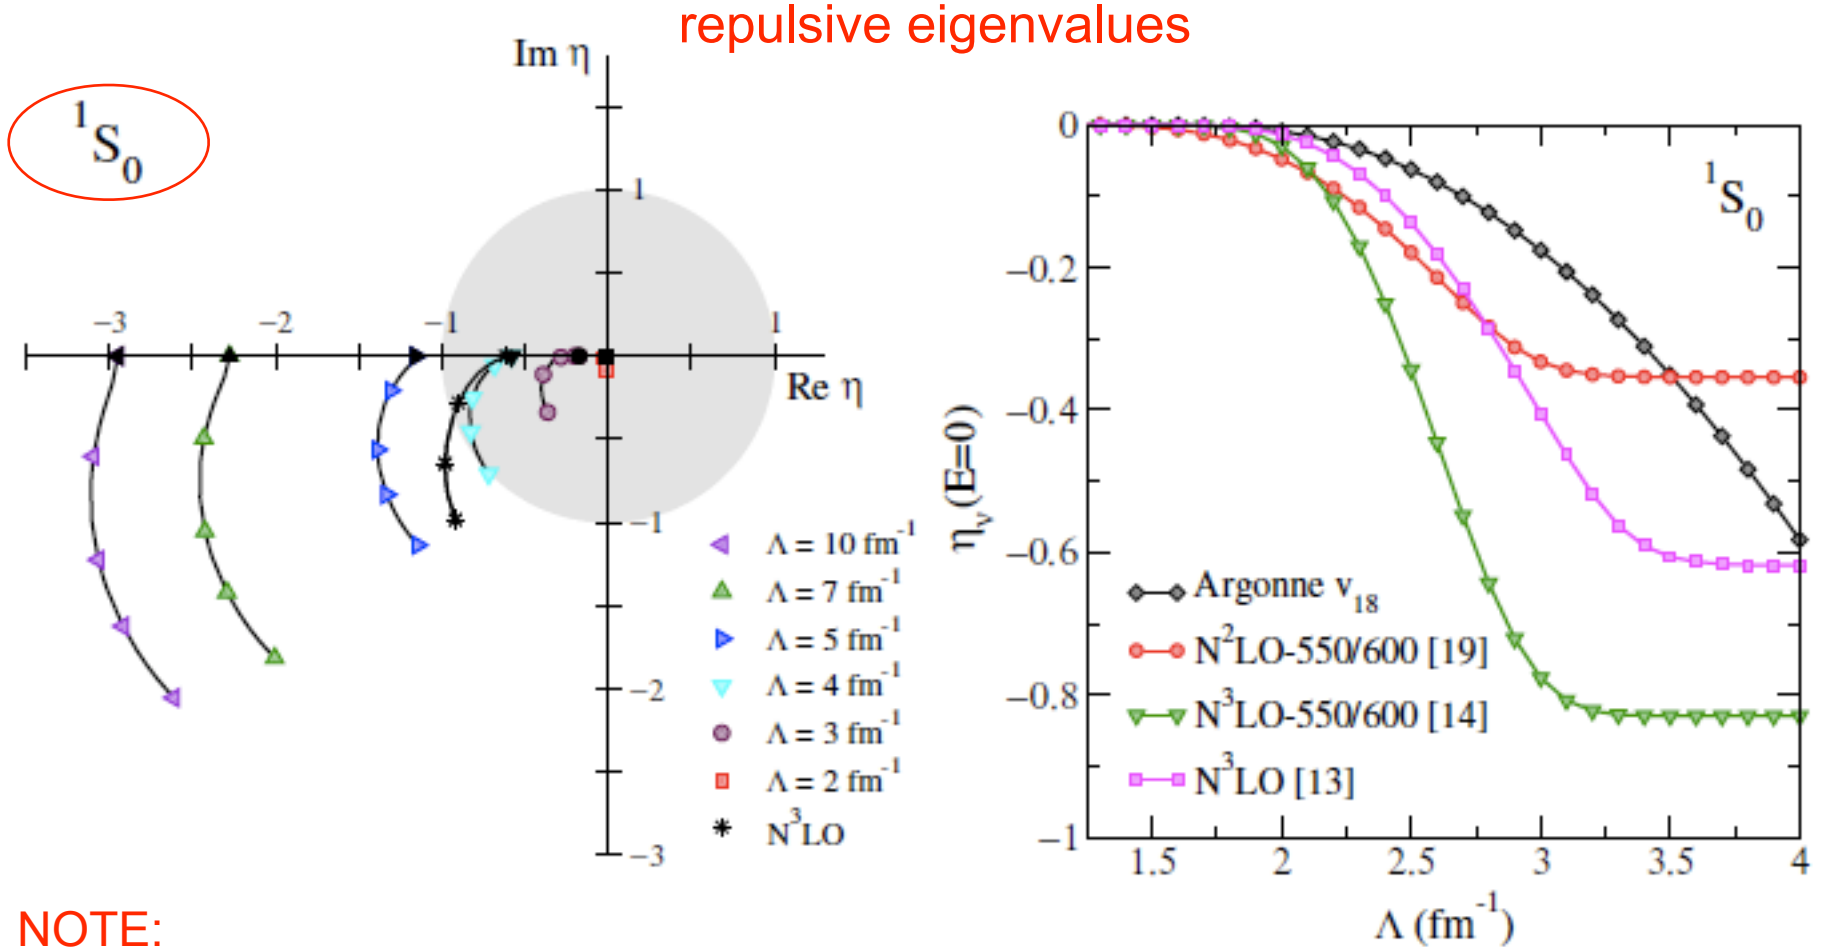 repulsive eigenvalues
Im η
¹S₀
1
−3
−2
−1
1
Re η
−1
−2
−3
Λ = 10 fm⁻¹
Λ = 7 fm⁻¹
Λ = 5 fm⁻¹
Λ = 4 fm⁻¹
Λ = 3 fm⁻¹
Λ = 2 fm⁻¹
N³LO
0
−0.2
−0.4
−0.6
−0.8
−1
ηᵥ(E=0)
¹S₀
Argonne v₁₈
N²LO-550/600 [19]
N³LO-550/600 [14]
N³LO [13]
1.5
2
2.5
3
3.5
4
Λ (fm⁻¹)
NOTE: